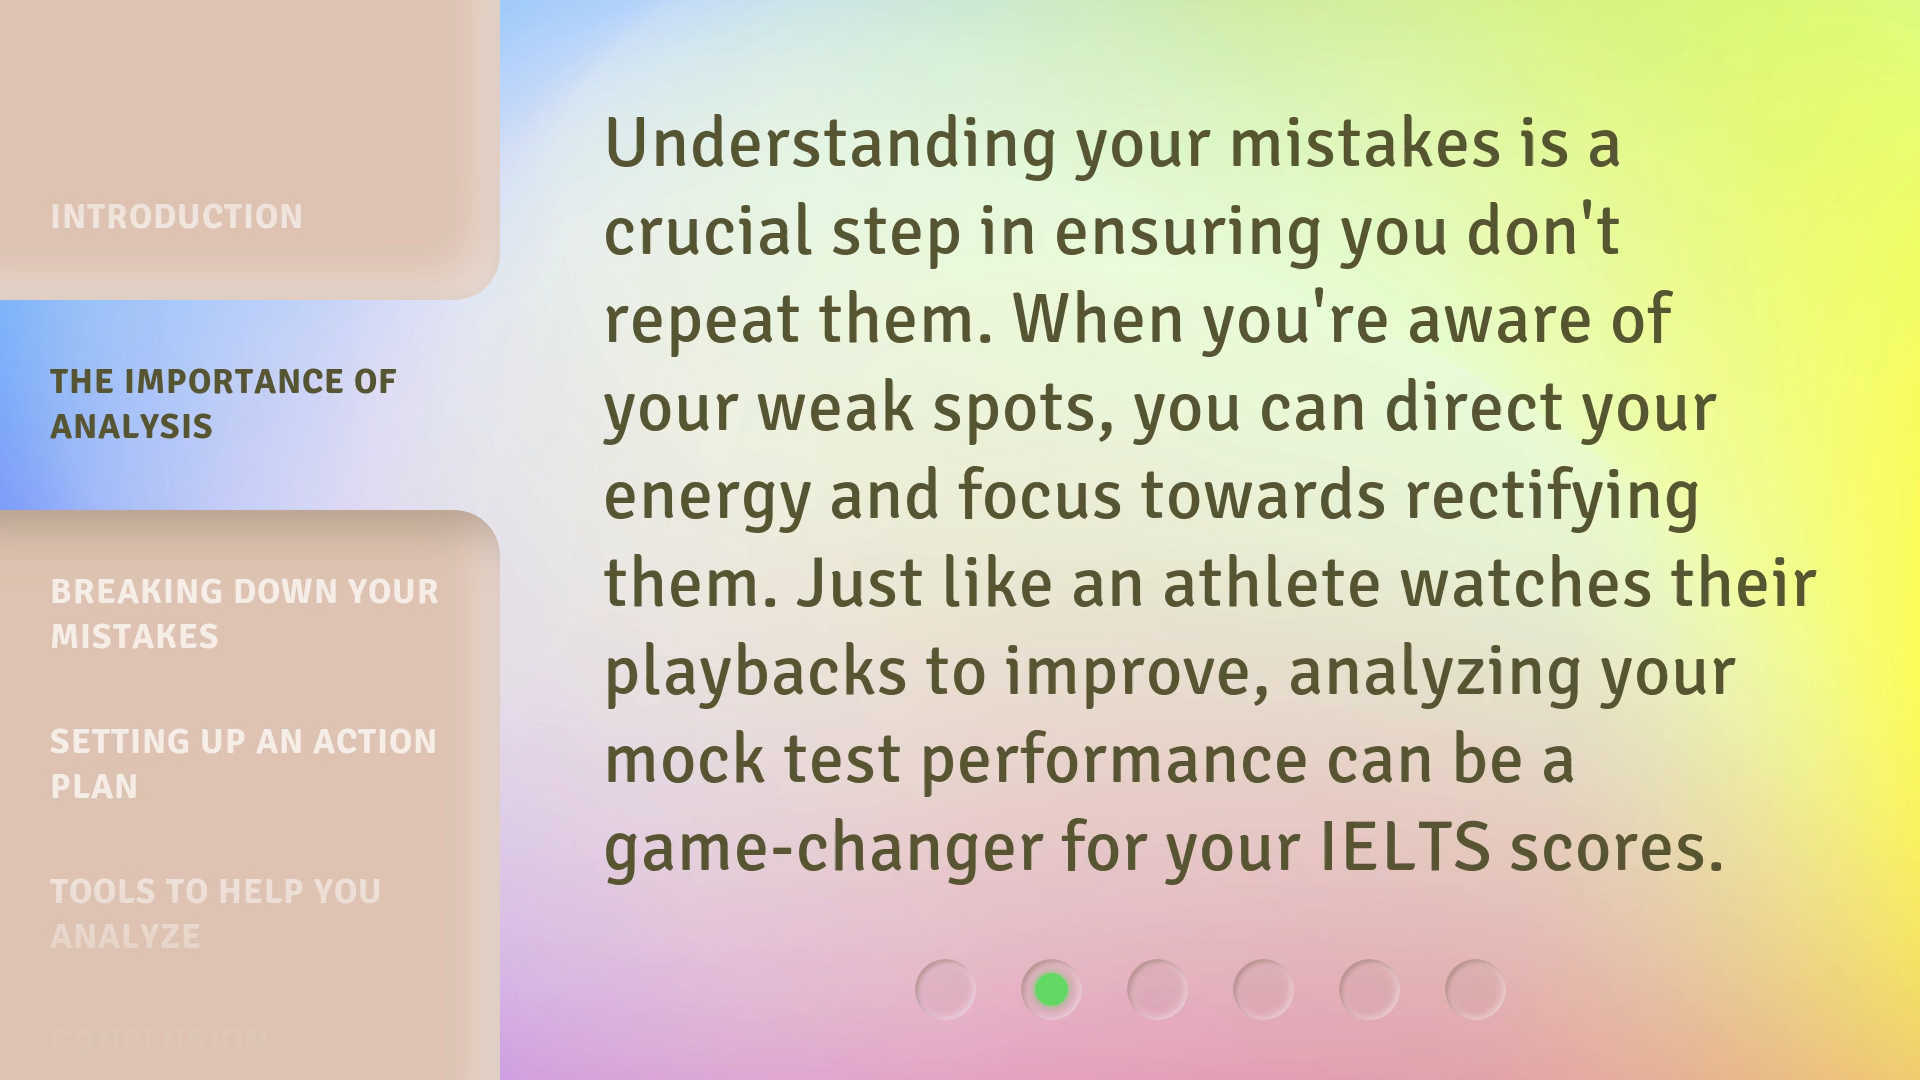 INTRODUCTION
THE IMPORTANCE OF
ANALYSIS
BREAKING DOWN YOUR
MISTAKES
SETTING UP AN ACTION
PLAN
TOOLS TO HELP YOU
ANALYZE
CONCLUSION
Understanding your mistakes is a
crucial step in ensuring you don't
repeat them. When you're aware of
your weak spots, you can direct your
energy and focus towards rectifying
them. Just like an athlete watches their
playbacks to improve, analyzing your
mock test performance can be a
game-changer for your IELTS scores.